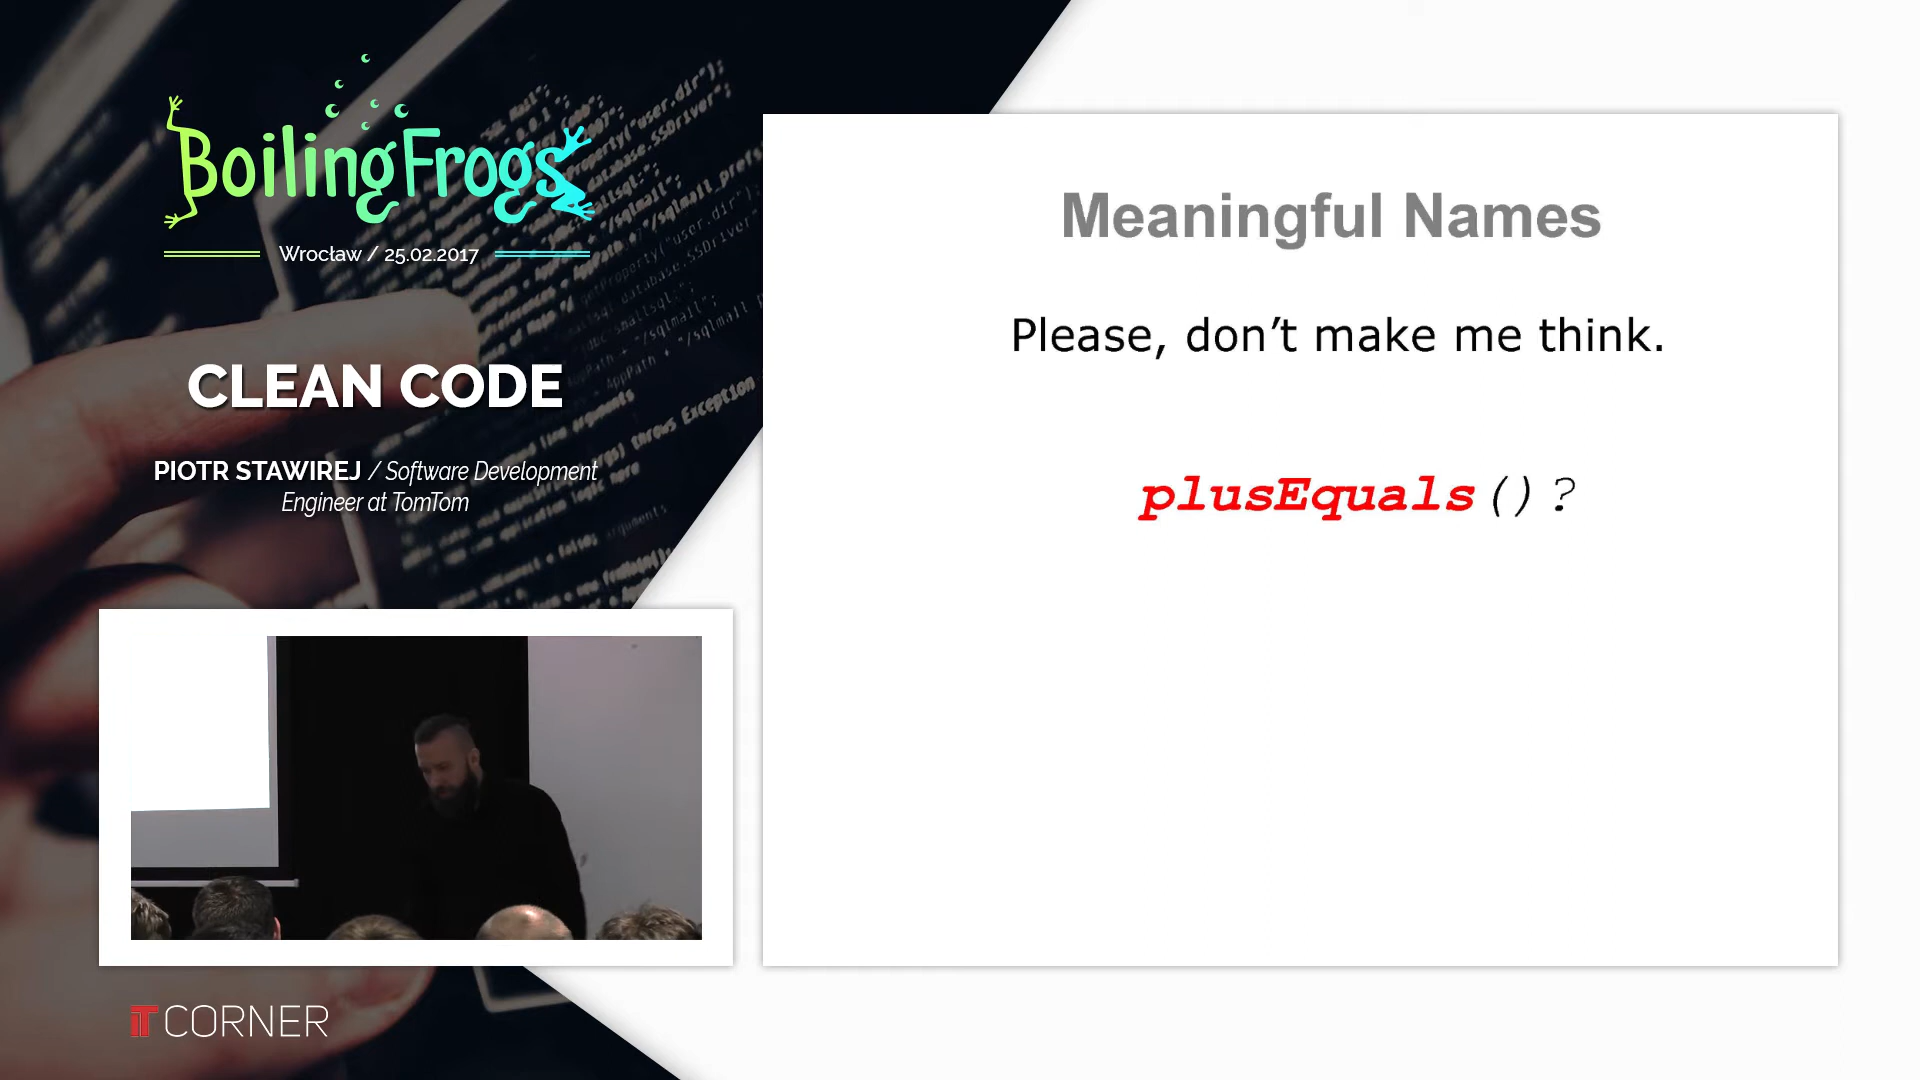 BoilingFrogs
Wrocław / 25.02.2017
CLEAN CODE
PIOTR STAWIREJ / Software Development
Engineer at TomTom
IT CORNER
Meaningful Names
Please, don’t make me think.
plusEquals()?